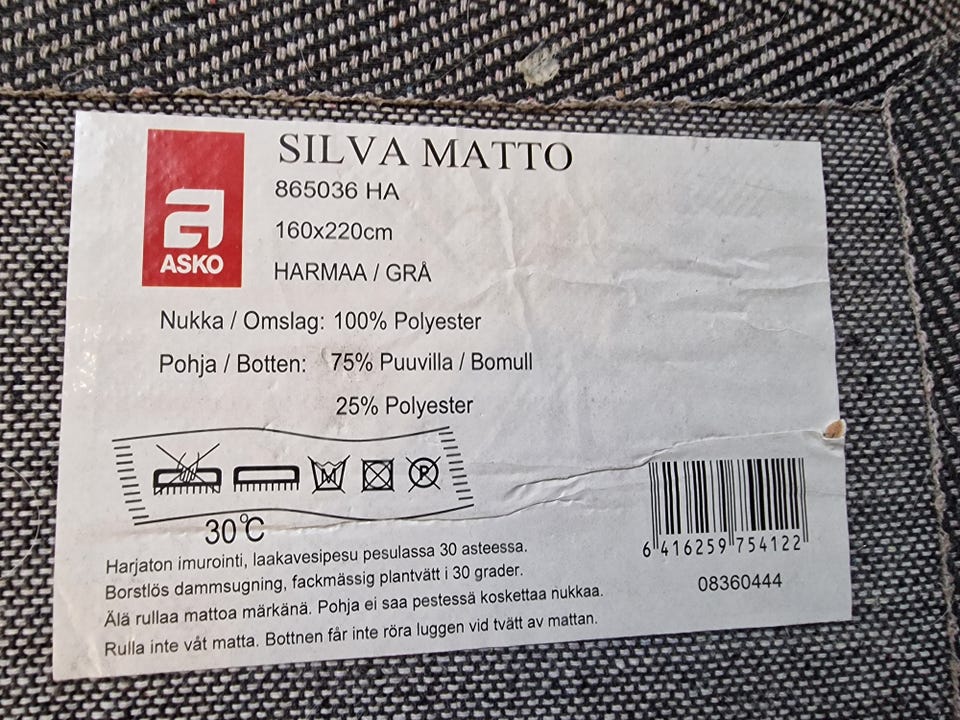 SILVA MATTO
865036 HA
160x220cm
HARMAA / GRÅ
ASKO
Nukka / Omslag: 100% Polyester
Pohja / Botten: 75% Puuvilla / Bomull
25% Polyester
30°C
Harjaton imurointi, laakavesipesu pesulassa 30 asteessa.
Borstlös dammsugning, fackmässig plantvätt i 30 grader.
Älä rullaa mattoa märkänä. Pohja ei saa pestessä koskettaa nukkaa.
Rulla inte våt matta. Bottnen får inte röra luggen vid tvätt av mattan.
6 416259 754122
08360444